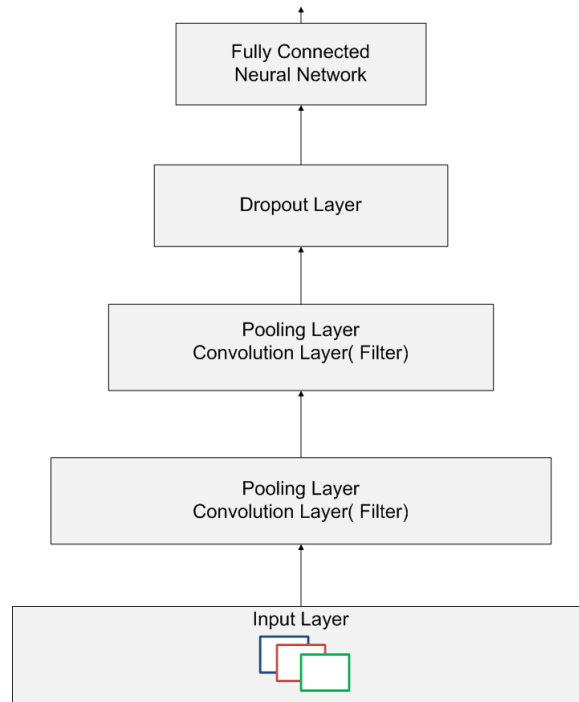 Fully Connected
Neural Network
Dropout Layer
Pooling Layer
Convolution Layer( Filter)
Pooling Layer
Convolution Layer( Filter)
Input Layer